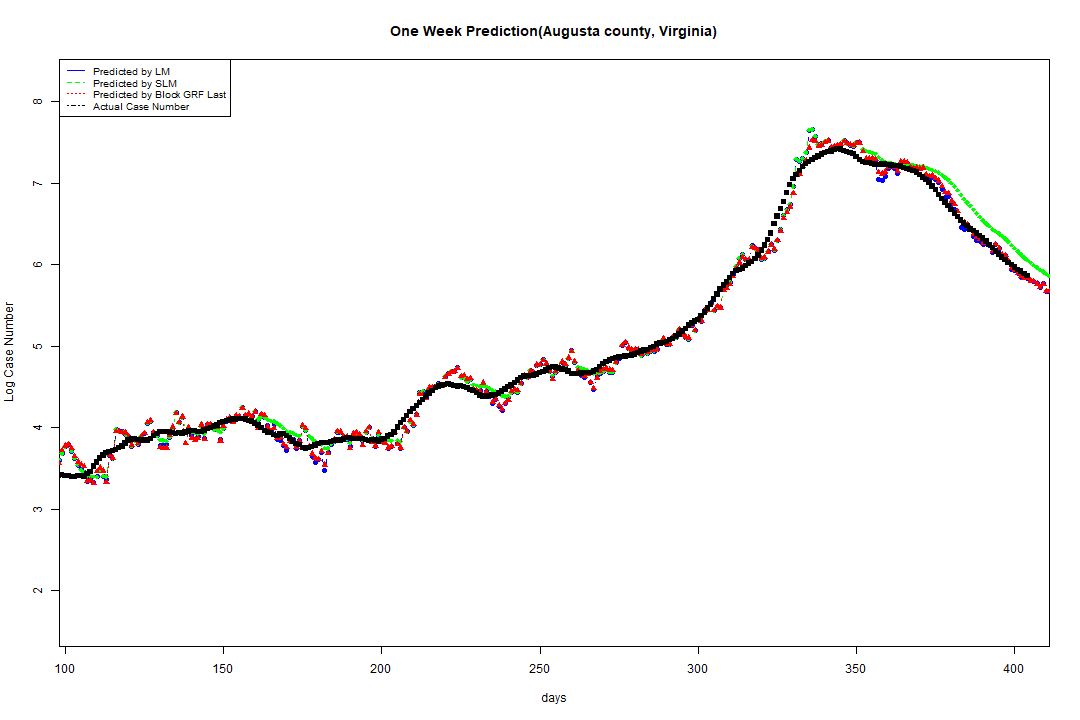 One Week Prediction(Augusta county, Virginia)
Predicted by LM
Predicted by SLM
Predicted by Block GRF Last
Actual Case Number
8
7
6
5
4
3
2
Log Case Number
100 150 200 250 300 350 400
days